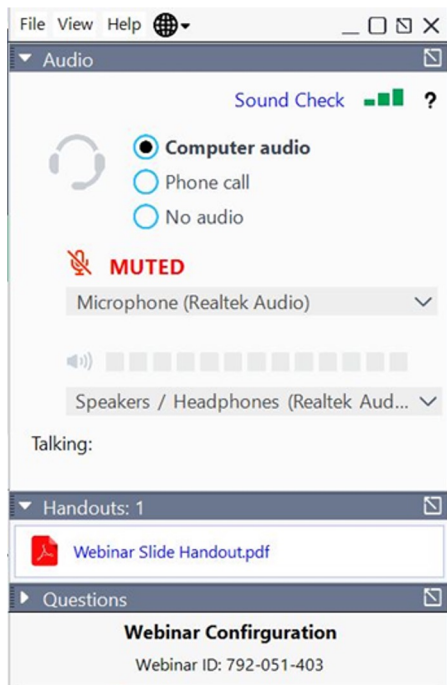 File View Help
Audio
Sound Check ?
Computer audio
Phone call
No audio
MUTED
Microphone (Realtek Audio)
Speakers / Headphones (Realtek Aud...
Talking:
Handouts: 1
Webinar Slide Handout.pdf
Questions
Webinar Confirguration
Webinar ID: 792-051-403